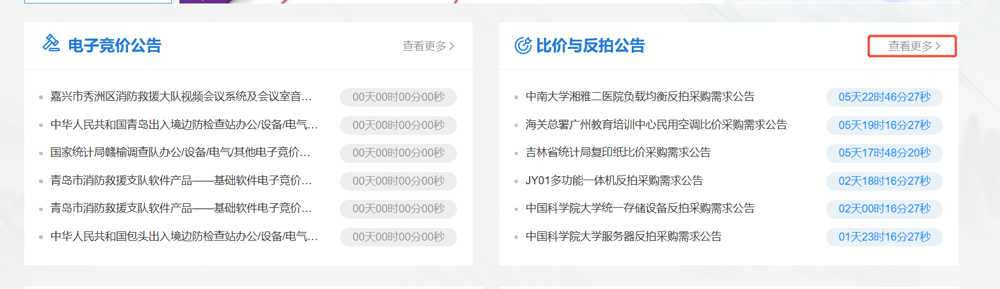 电子竞价公告
查看更多
嘉兴市秀洲区消防救援大队视频会议系统及会议室音... 00天00时00分00秒
中华人民共和国青岛出入境边防检查站办公/设备/电气... 00天00时00分00秒
国家统计局赣榆调查队办公/设备/电气/其他电子竞价... 00天00时00分00秒
青岛市消防救援支队软件产品——基础软件电子竞价... 00天00时00分00秒
青岛市消防救援支队软件产品——基础软件电子竞价... 00天00时00分00秒
中华人民共和国包头出入境边防检查站办公/设备/电气... 00天00时00分00秒
比价与反拍公告
查看更多
中南大学湘雅二医院负载均衡反拍采购需求公告 05天22时46分27秒
海关总署广州教育培训中心民用空调比价采购需求公告 05天19时16分27秒
吉林省统计局复印纸比价采购需求公告 05天17时48分20秒
JY01多功能一体机反拍采购需求公告 02天18时16分27秒
中国科学院大学统一存储设备反拍采购需求公告 02天00时16分27秒
中国科学院大学服务器反拍采购需求公告 01天23时16分27秒